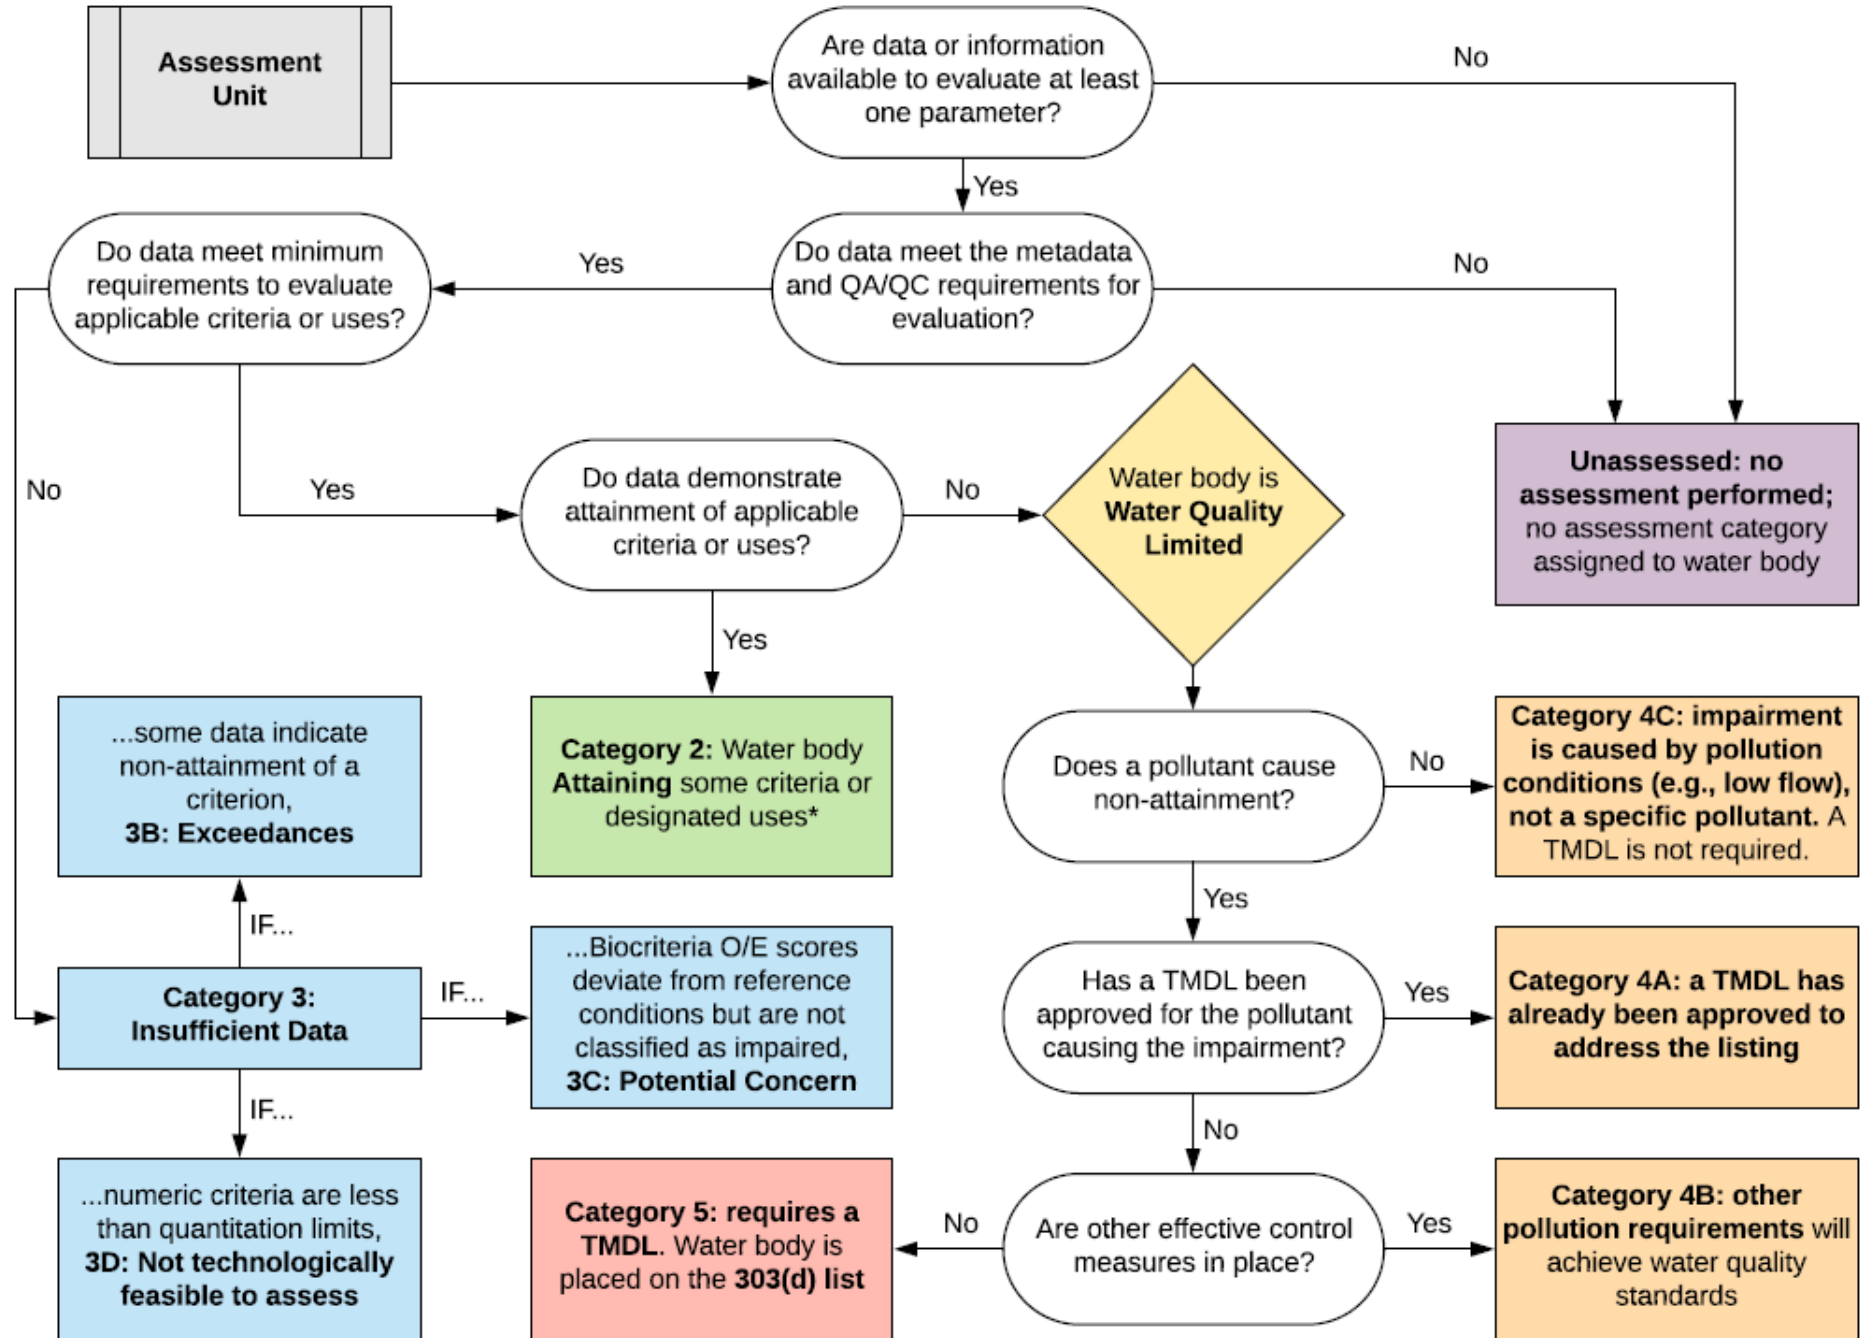 Assessment
Unit
Are data or information
available to evaluate at least
one parameter?
No
Yes
Do data meet minimum
requirements to evaluate
applicable criteria or uses?
Yes
Do data meet the metadata
and QA/QC requirements for
evaluation?
No
No
Yes
Do data demonstrate
attainment of applicable
criteria or uses?
No
Water body is
Water Quality
Limited
Unassessed: no
assessment performed;
no assessment category
assigned to water body
Yes
...some data indicate
non-attainment of a
criterion,
3B: Exceedances
Category 2: Water body
Attaining some criteria or
designated uses*
Does a pollutant cause
non-attainment?
No
Category 4C: impairment
is caused by pollution
conditions (e.g., low flow),
not a specific pollutant. A
TMDL is not required.
Yes
IF...
Category 3:
Insufficient Data
IF...
...Biocriteria O/E scores
deviate from reference
conditions but are not
classified as impaired,
3C: Potential Concern
Has a TMDL been
approved for the pollutant
causing the impairment?
Yes
Category 4A: a TMDL has
already been approved to
address the listing
IF...
No
...numeric criteria are less
than quantitation limits,
3D: Not technologically
feasible to assess
Category 5: requires a
TMDL. Water body is
placed on the 303(d) list
No
Are other effective control
measures in place?
Yes
Category 4B: other
pollution requirements will
achieve water quality
standards